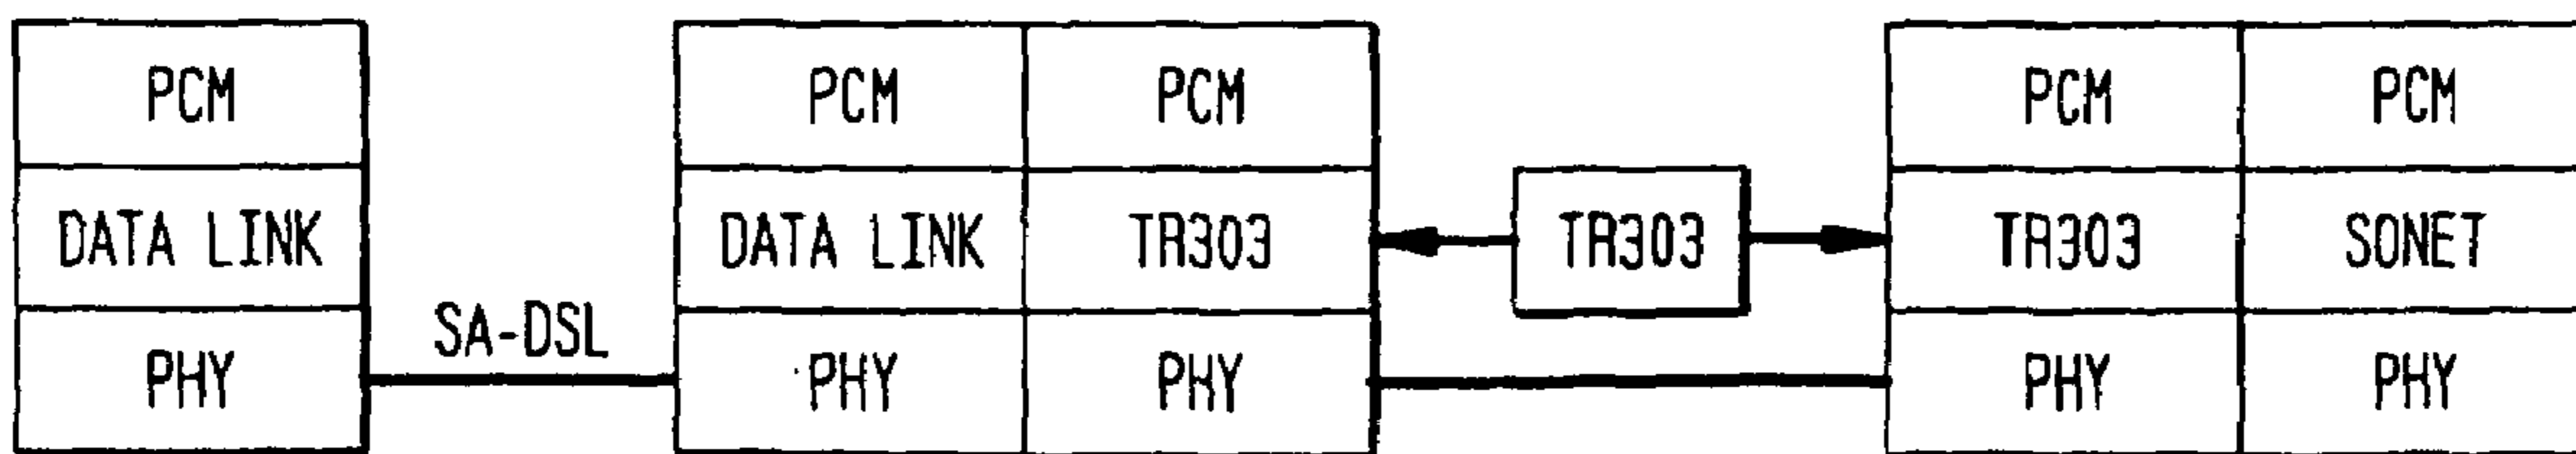 PCM PCM PCM PCM PCM
DATA LINK DATA LINK TR303 TR303 TR303 SONET
SA-DSL
PHY PHY PHY PHY PHY